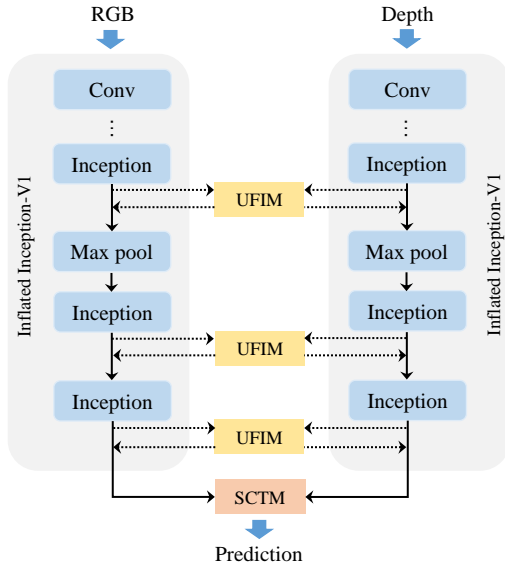 RGB
Depth
Conv
Conv
⋮
⋮
Inception
Inception
UFIM
Inflated Inception-V1
Inflated Inception-V1
Max pool
Max pool
Inception
Inception
UFIM
Inception
Inception
UFIM
SCTM
Prediction